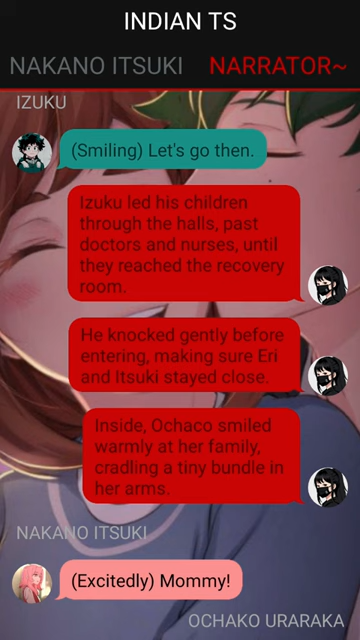 INDIAN TS
NAKANO ITSUKI NARRATOR~
IZUKU
(Smiling) Let's go then.
Izuku led his children
through the halls, past
doctors and nurses, until
they reached the recovery
room.
He knocked gently before
entering, making sure Eri
and Itsuki stayed close.
Inside, Ochaco smiled
warmly at her family,
cradling a tiny bundle in
her arms.
NAKANO ITSUKI
(Excitedly) Mommy!
OCHAKO URARAKA